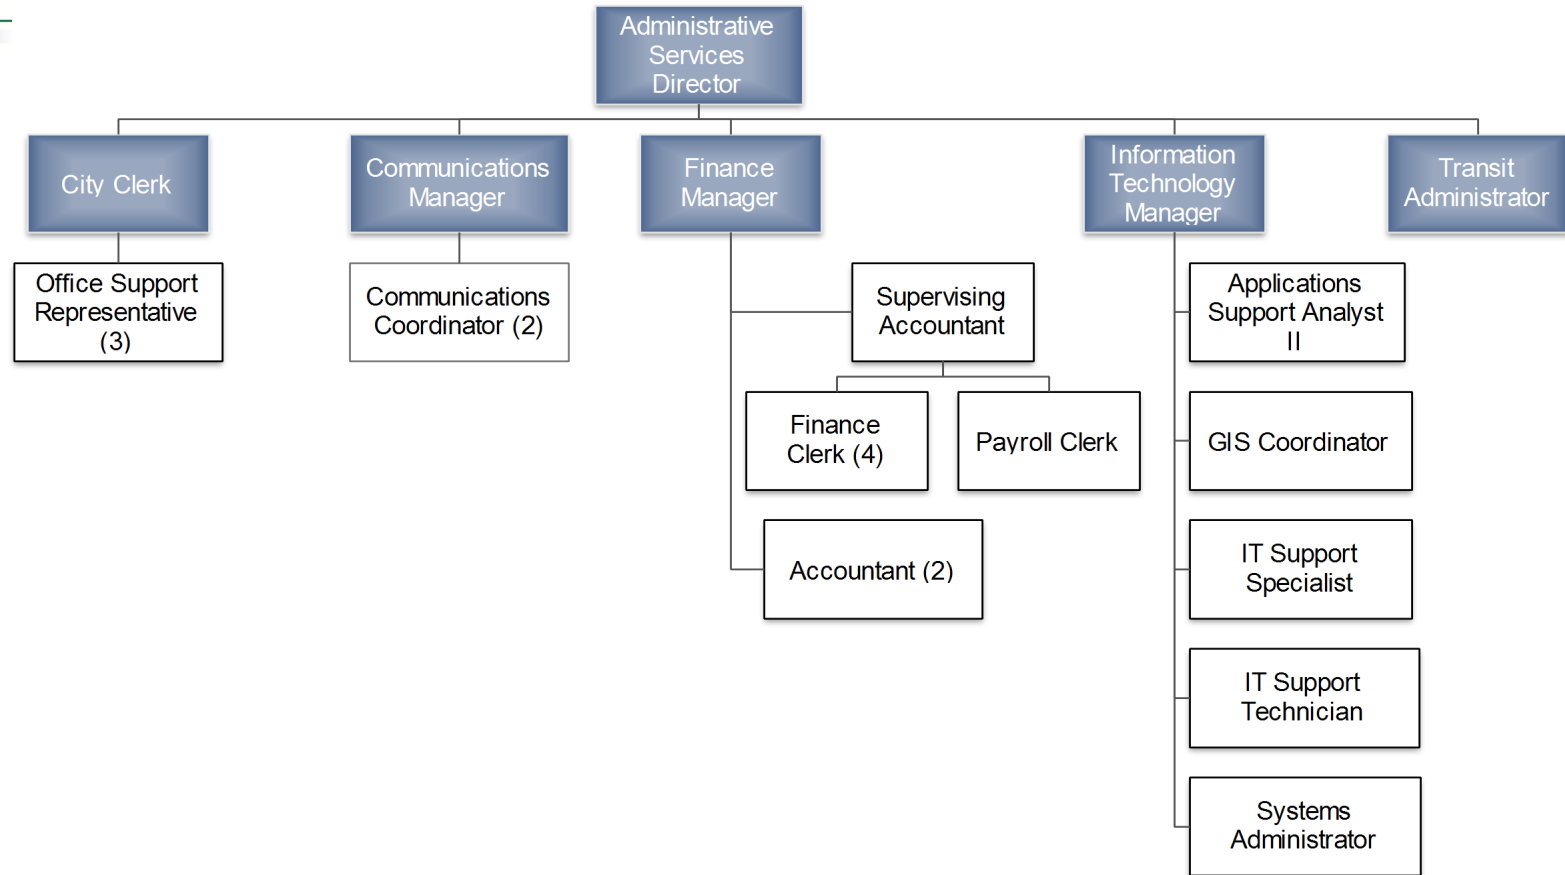 Administrative
Services
Director
City Clerk
Communications
Manager
Finance
Manager
Information
Technology
Manager
Transit
Administrator
Office Support
Representative
(3)
Communications
Coordinator (2)
Supervising
Accountant
Applications
Support Analyst
II
Finance
Clerk (4)
Payroll Clerk
GIS Coordinator
Accountant (2)
IT Support
Specialist
IT Support
Technician
Systems
Administrator